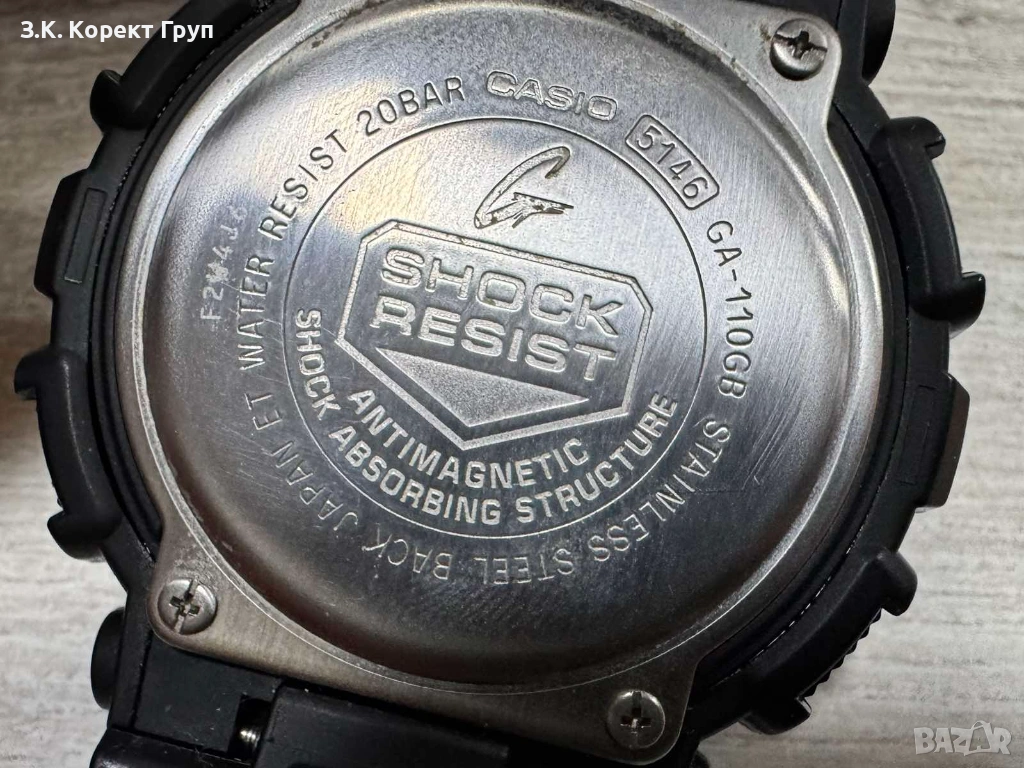 З.К. Корект Груп
CASIO
5146
GA-110GB
STAINLESS STEEL BACK JAPAN ET WATER RESIST 20BAR
G
SHOCK
RESIST
ANTIMAGNETIC
SHOCK ABSORBING STRUCTURE
BAZAR